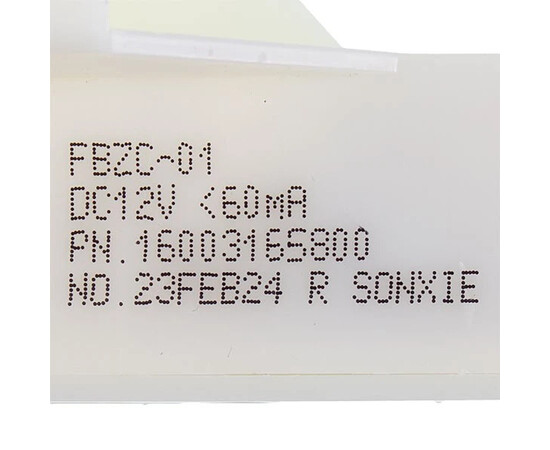 FBZC-01
DC12V <60mA
PN.16003165800
NO.23FEB24 R SONXIE